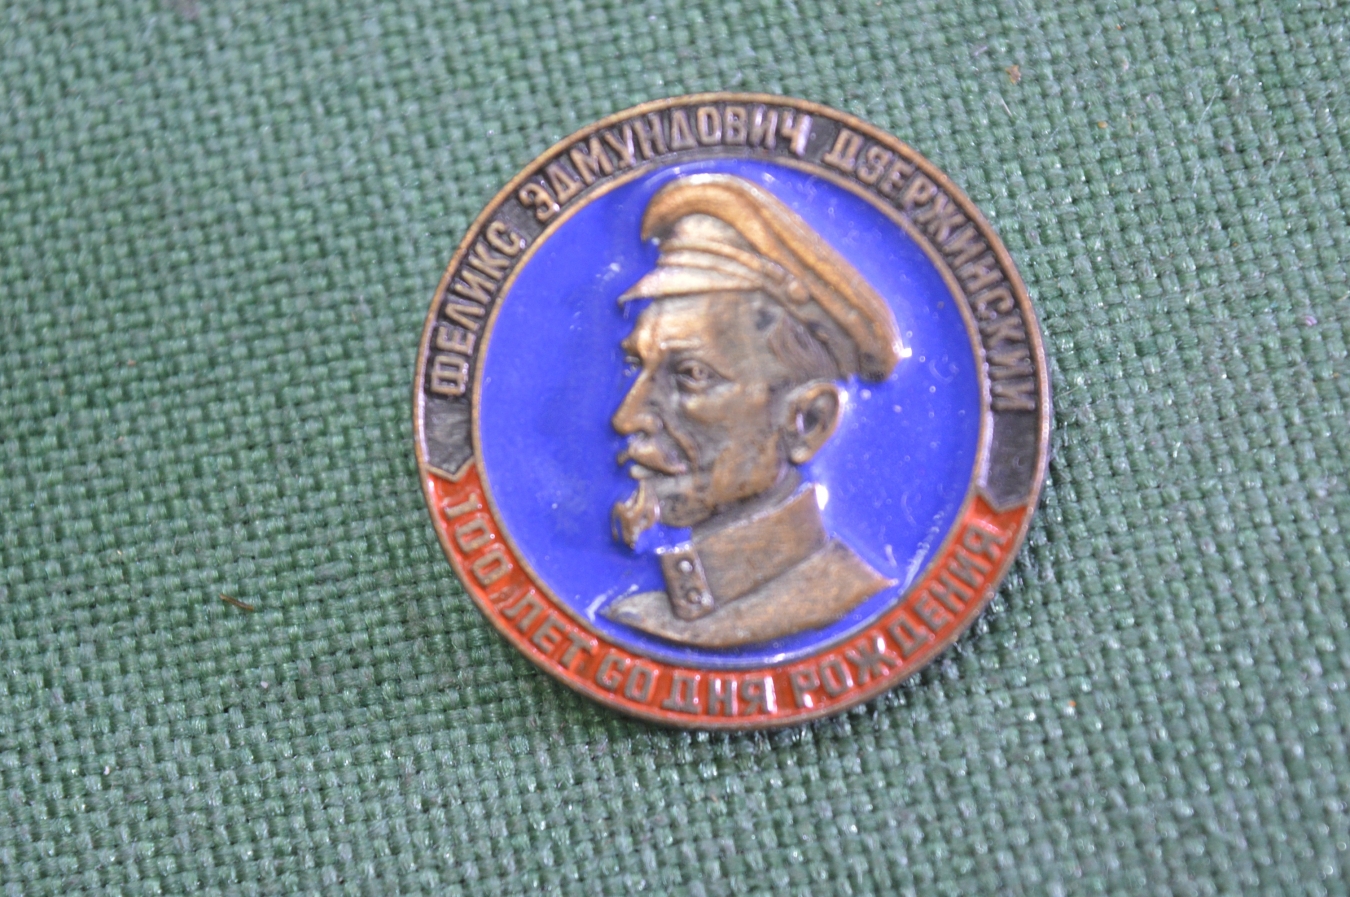 ФЕЛИКС ЭДМУНДОВИЧ ДЗЕРЖИНСКИЙ
100 ЛЕТ СО ДНЯ РОЖДЕНИЯ